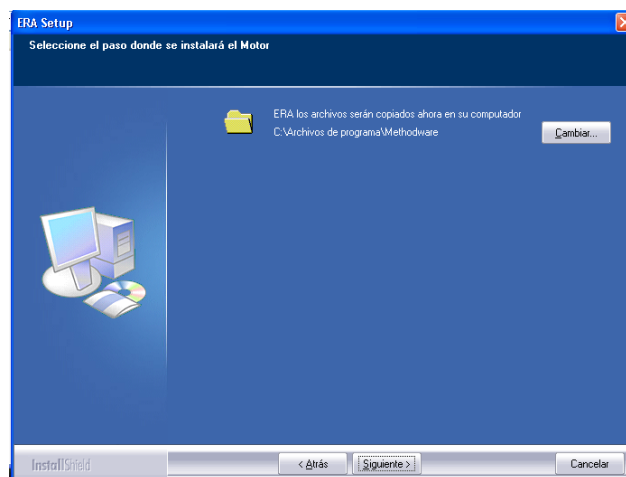 ERA Setup
Seleccione el paso donde se instalará el Motor
ERA los archivos serán copiados ahora en su computador
C:\Archivos de programa\Methodware
Cambiar...
InstallShield
< Atrás
Siguiente >
Cancelar